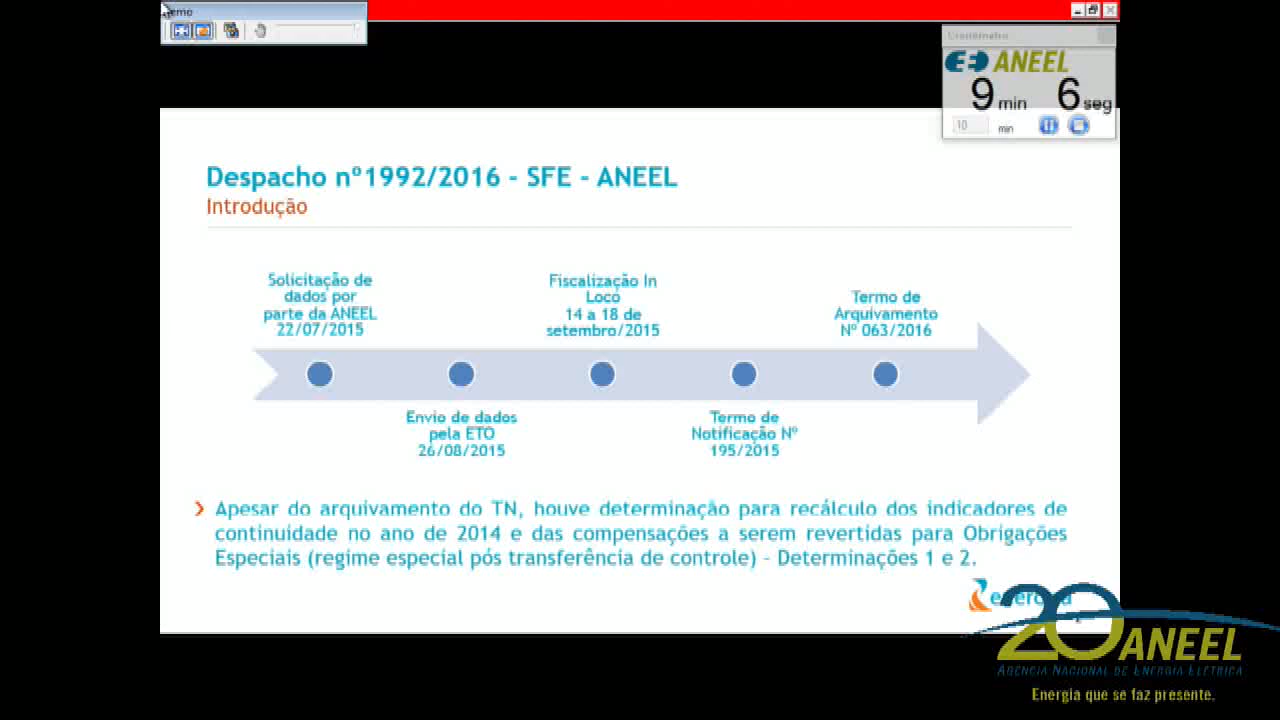 Cronômetro
ANEEL
9 min 6 seg
10 min
Despacho nº1992/2016 - SFE - ANEEL
Introdução
Solicitação de
dados por
parte da ANEEL
22/07/2015
Fiscalização In
Loco
14 a 18 de
setembro/2015
Termo de
Arquivamento
Nº 063/2016
Envio de dados
pela ETO
26/08/2015
Termo de
Notificação Nº
195/2015
Apesar do arquivamento do TN, houve determinação para recálculo dos indicadores de
continuidade no ano de 2014 e das compensações a serem revertidas para Obrigações
Especiais (regime especial pós transferência de controle) – Determinações 1 e 2.
20 ANEEL
AGÊNCIA NACIONAL DE ENERGIA ELÉTRICA
Energia que se faz presente.